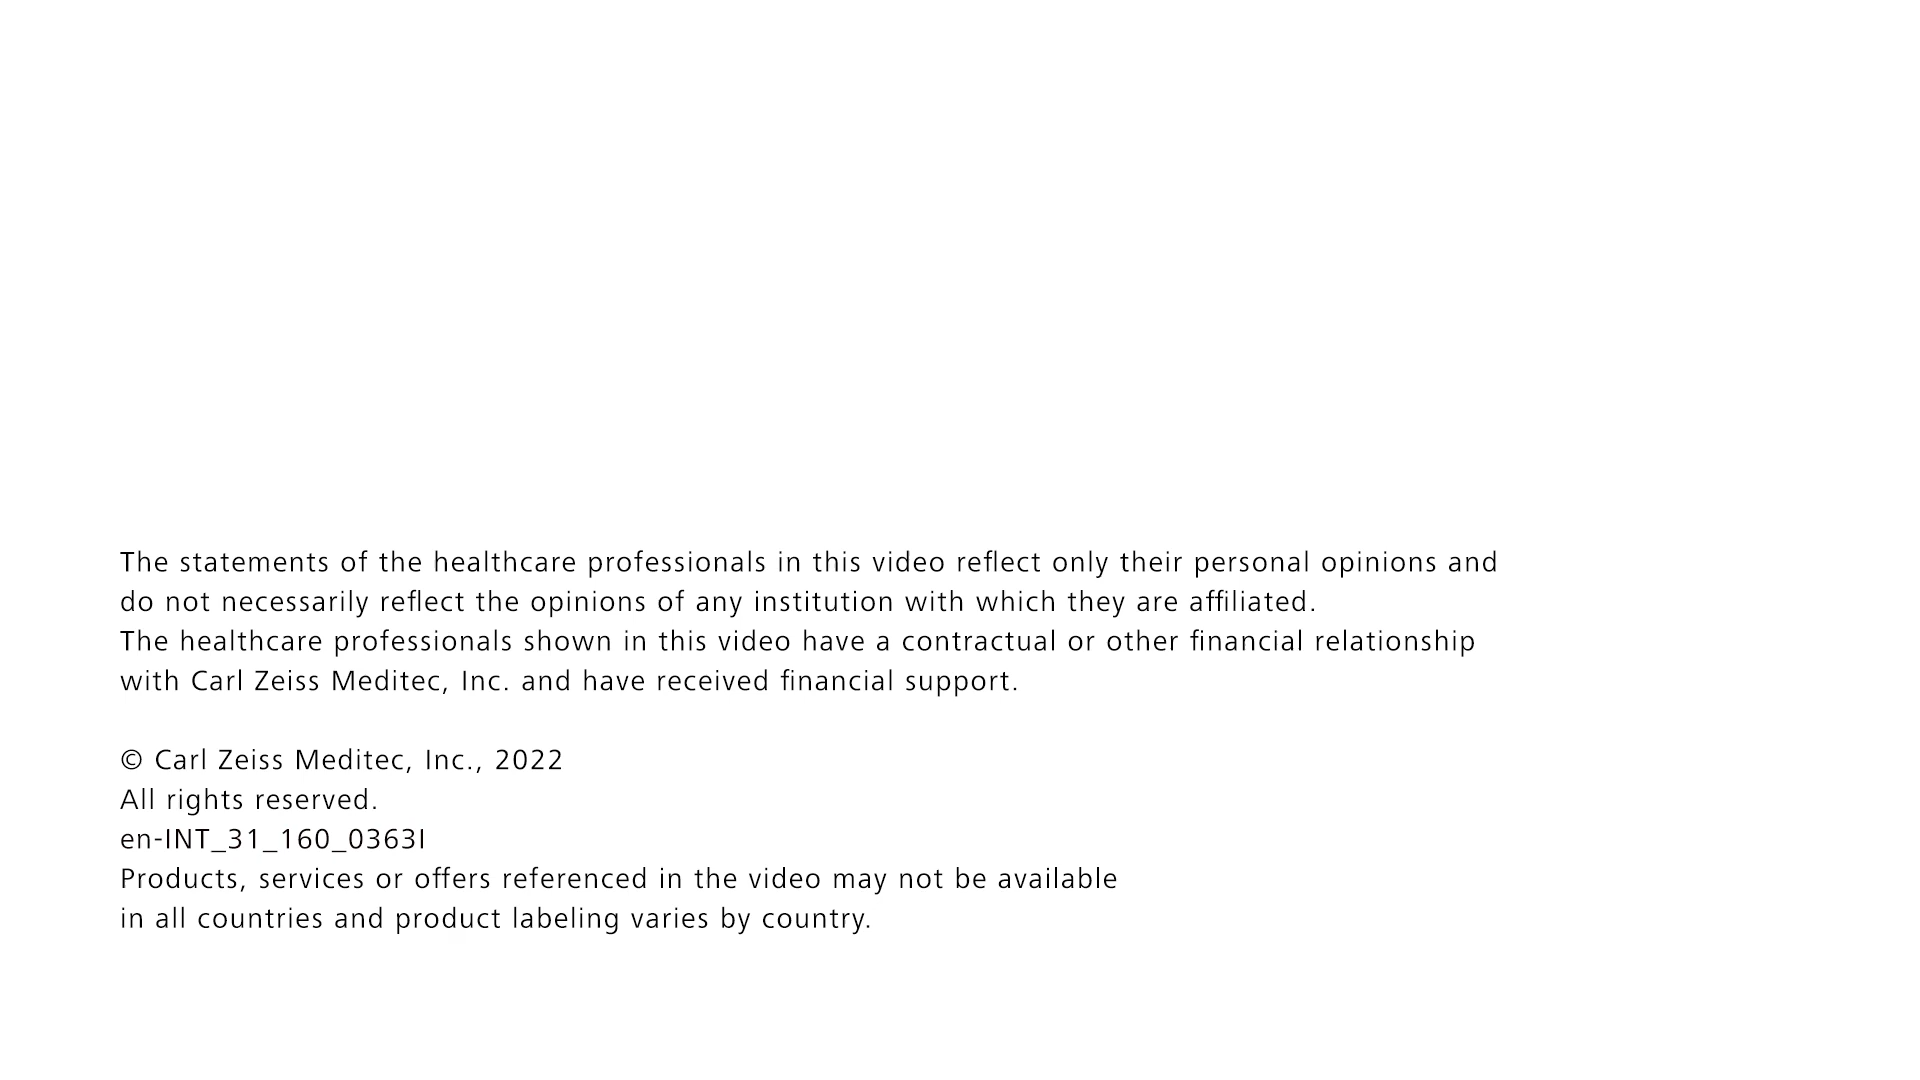 The statements of the healthcare professionals in this video reflect only their personal opinions and
do not necessarily reflect the opinions of any institution with which they are affiliated.
The healthcare professionals shown in this video have a contractual or other financial relationship
with Carl Zeiss Meditec, Inc. and have received financial support.

© Carl Zeiss Meditec, Inc., 2022
All rights reserved.
en-INT_31_160_0363I
Products, services or offers referenced in the video may not be available
in all countries and product labeling varies by country.